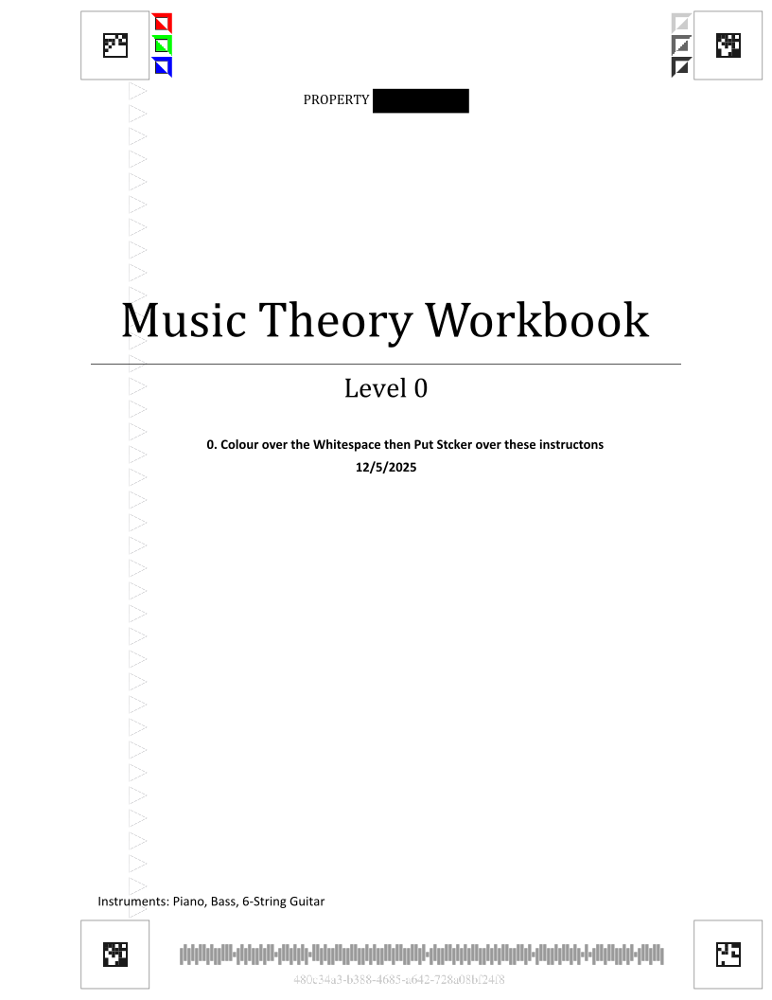 PROPERTY
Music Theory Workbook
Level 0
0. Colour over the Whitespace then Put Stcker over these instructons
12/5/2025
Instruments: Piano, Bass, 6-String Guitar
480c34a3-b388-4685-a642-728a08bf24f8